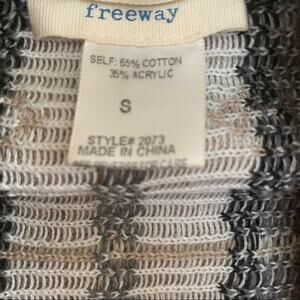 freeway
SELF: 65% COTTON
35% ACRYLIC
S
STYLE# 2073
MADE IN CHINA